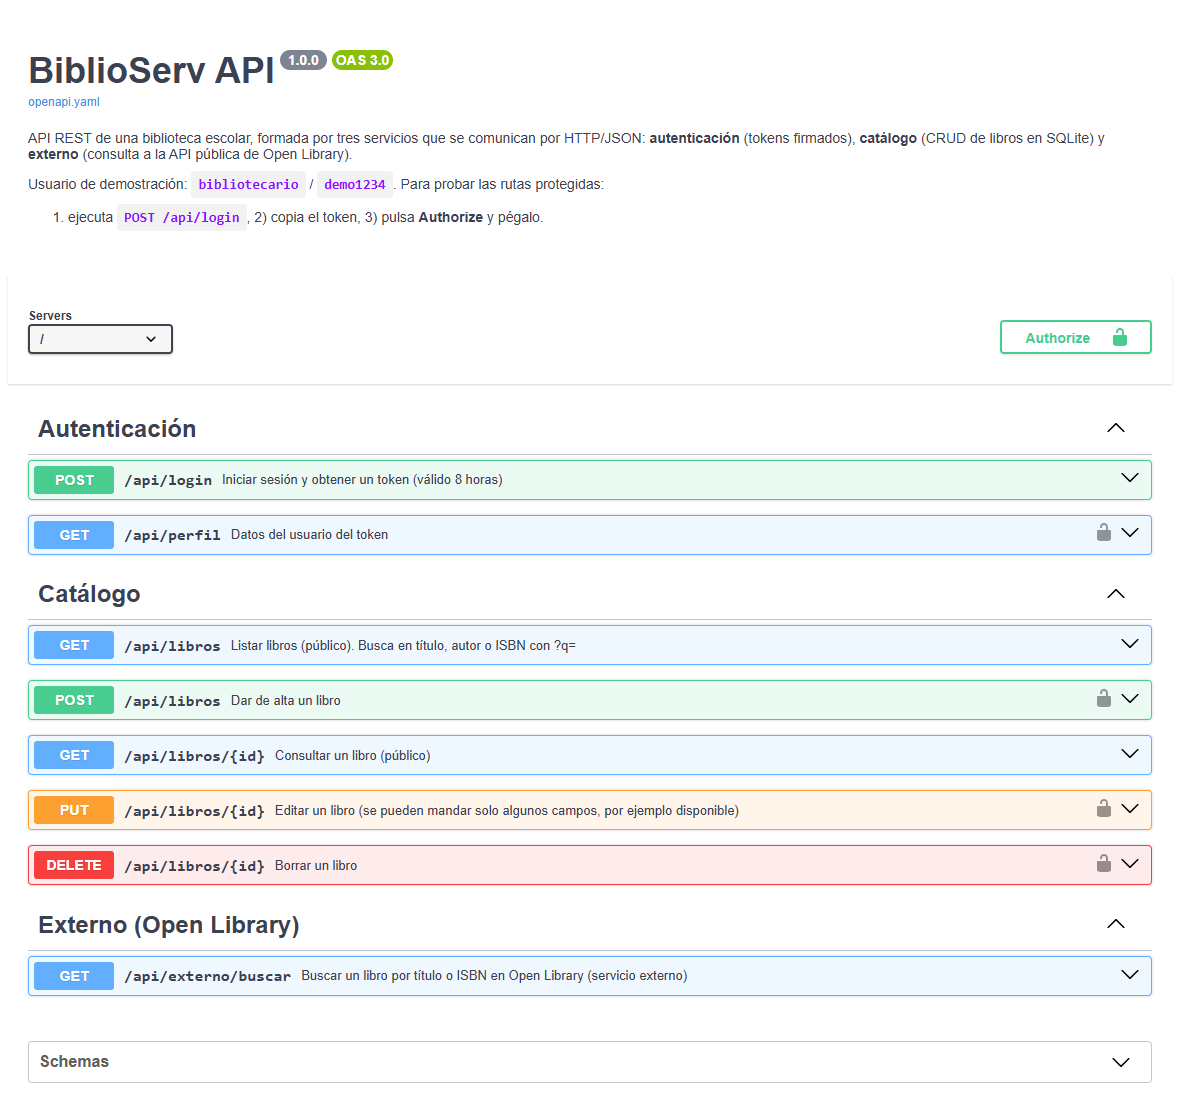 BiblioServ API 1.0.0 OAS 3.0
openapi.yaml
API REST de una biblioteca escolar, formada por tres servicios que se comunican por HTTP/JSON: autenticación (tokens firmados), catálogo (CRUD de libros en SQLite) y
externo (consulta a la API pública de Open Library).
Usuario de demostración: bibliotecario / demo1234 . Para probar las rutas protegidas:
1. ejecuta POST /api/login , 2) copia el token, 3) pulsa Authorize y pégalo.
Servers
/
Authorize
Autenticación
POST /api/login Iniciar sesión y obtener un token (válido 8 horas)
GET /api/perfil Datos del usuario del token
Catálogo
GET /api/libros Listar libros (público). Busca en título, autor o ISBN con ?q=
POST /api/libros Dar de alta un libro
GET /api/libros/{id} Consultar un libro (público)
PUT /api/libros/{id} Editar un libro (se pueden mandar solo algunos campos, por ejemplo disponible)
DELETE /api/libros/{id} Borrar un libro
Externo (Open Library)
GET /api/externo/buscar Buscar un libro por título o ISBN en Open Library (servicio externo)
Schemas